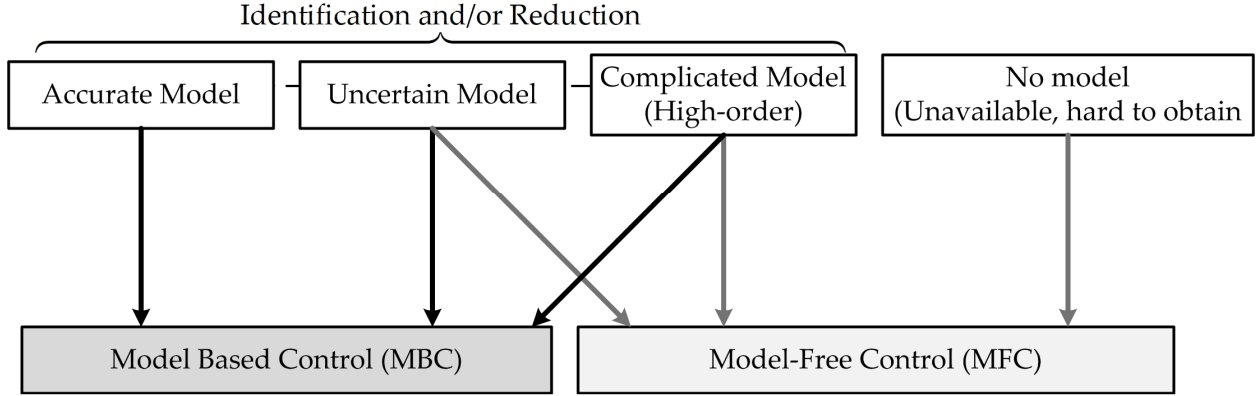 Identification and/or Reduction
Accurate Model
Uncertain Model
Complicated Model
(High-order)
No model
(Unavailable, hard to obtain
Model Based Control (MBC)
Model-Free Control (MFC)